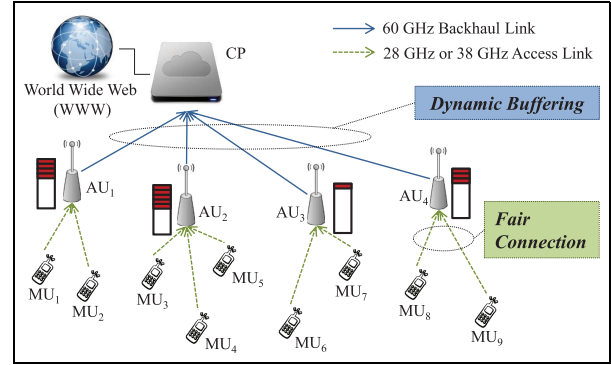 60 GHz Backhaul Link
CP
28 GHz or 38 GHz Access Link
World Wide Web
(WWW)
Dynamic Buffering
AU1
AU2
AU3
AU4
Fair
Connection
MU1
MU2
MU3
MU4
MU5
MU6
MU7
MU8
MU9